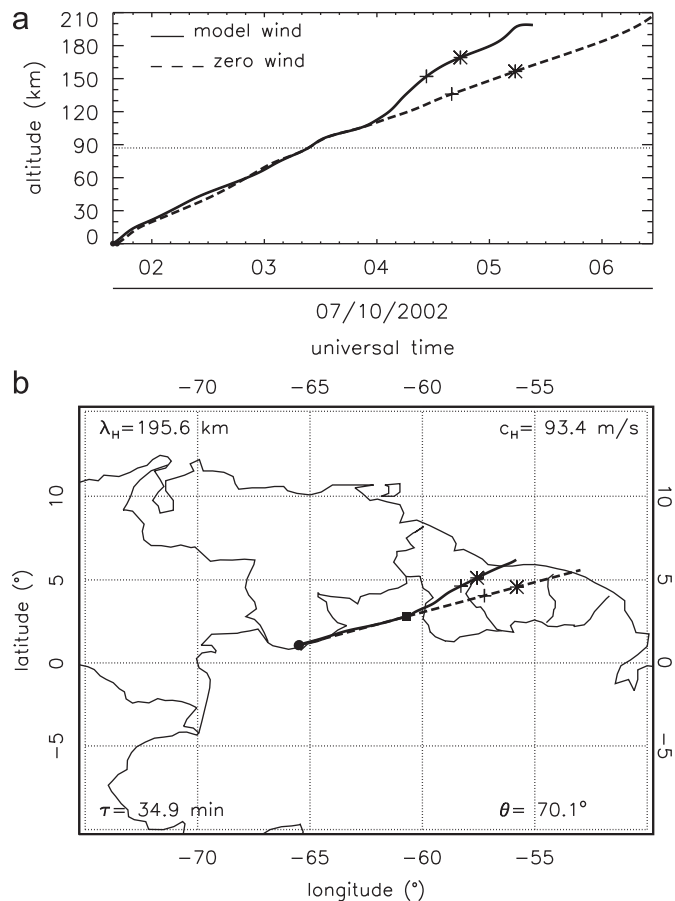 a
210
180
150
120
90
60
30
0
altitude (km)
model wind
zero wind
02 03 04 05 06
07/10/2002
universal time
b
−70 −65 −60 −55
λH=195.6 km
cH= 93.4 m/s
10
5
0
−5
latitude (°)
10
5
0
−5
τ= 34.9 min
θ= 70.1°
−70 −65 −60 −55
longitude (°)